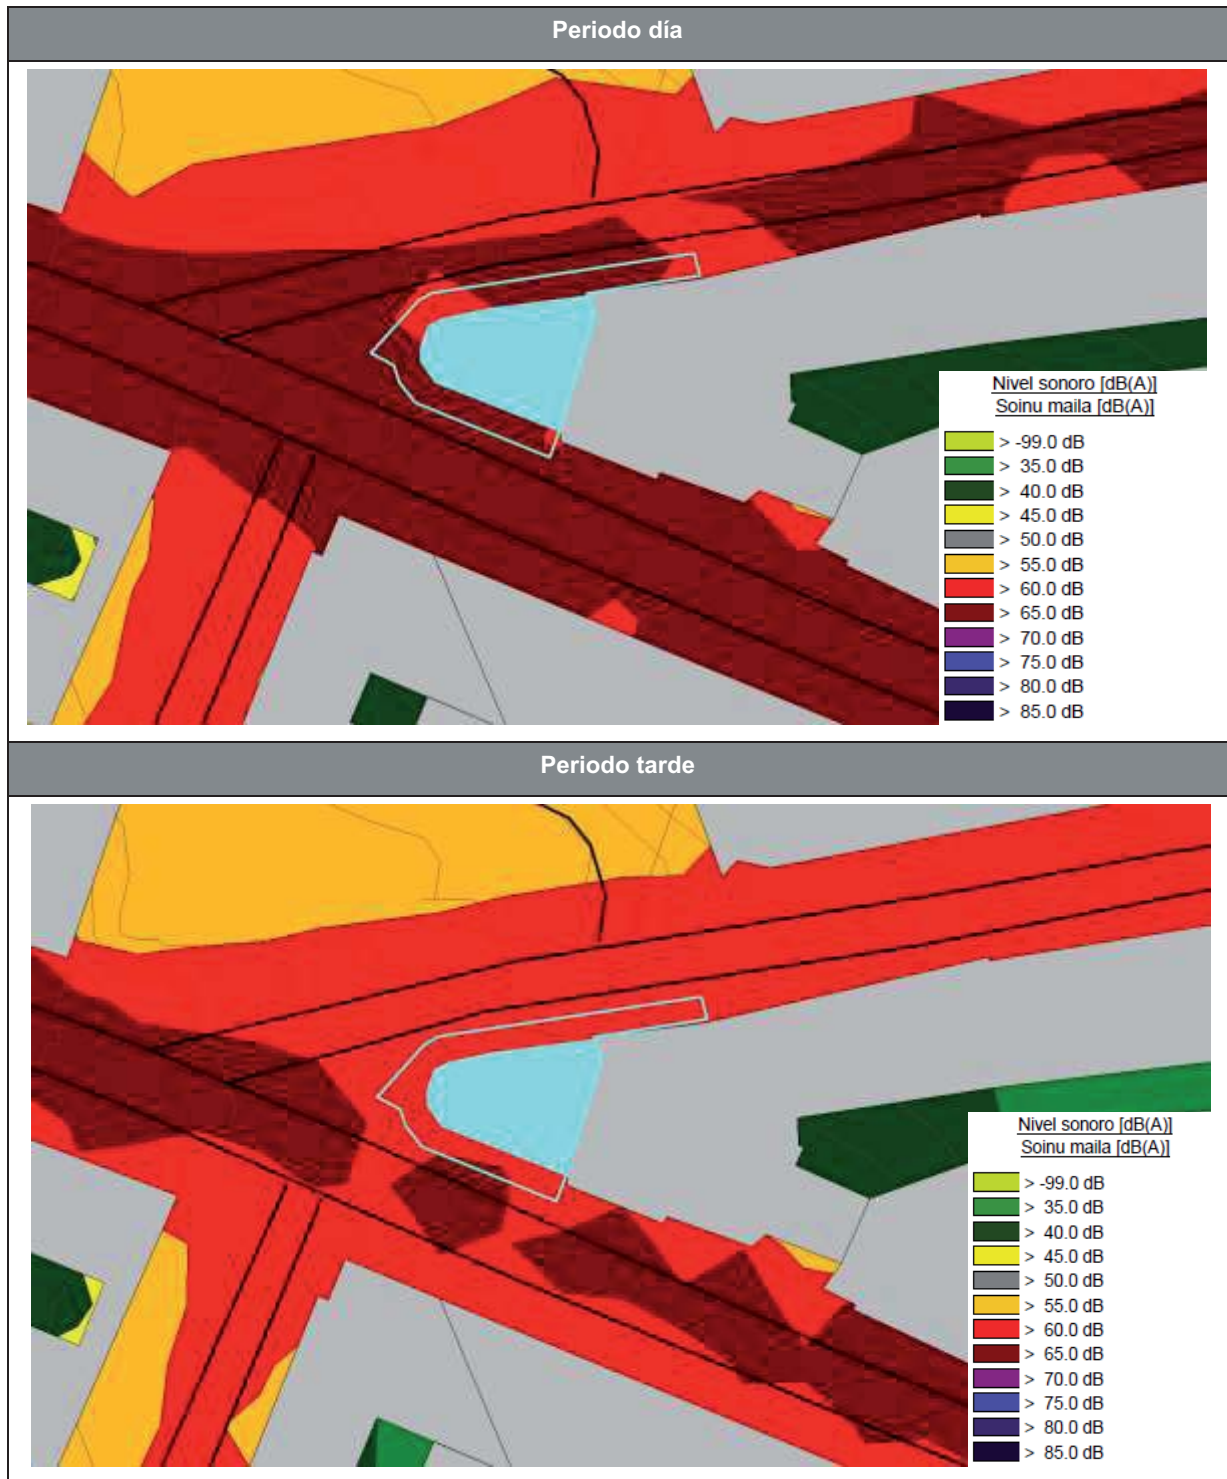 Periodo día
Nivel sonoro [dB(A)]
Soinu maila [dB(A)]
> -99.0 dB
> 35.0 dB
> 40.0 dB
> 45.0 dB
> 50.0 dB
> 55.0 dB
> 60.0 dB
> 65.0 dB
> 70.0 dB
> 75.0 dB
> 80.0 dB
> 85.0 dB
Periodo tarde
Nivel sonoro [dB(A)]
Soinu maila [dB(A)]
> -99.0 dB
> 35.0 dB
> 40.0 dB
> 45.0 dB
> 50.0 dB
> 55.0 dB
> 60.0 dB
> 65.0 dB
> 70.0 dB
> 75.0 dB
> 80.0 dB
> 85.0 dB